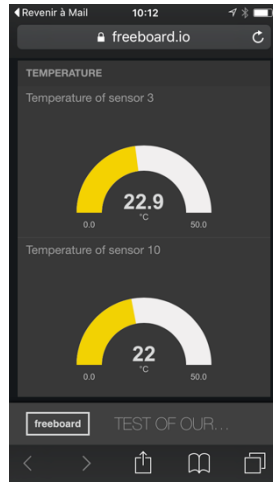 Revenir à Mail 10:12
freeboard.io
TEMPERATURE
Temperature of sensor 3
22.9
°C
0.0 50.0
Temperature of sensor 10
22
°C
0.0 50.0
freeboard TEST OF OUR...